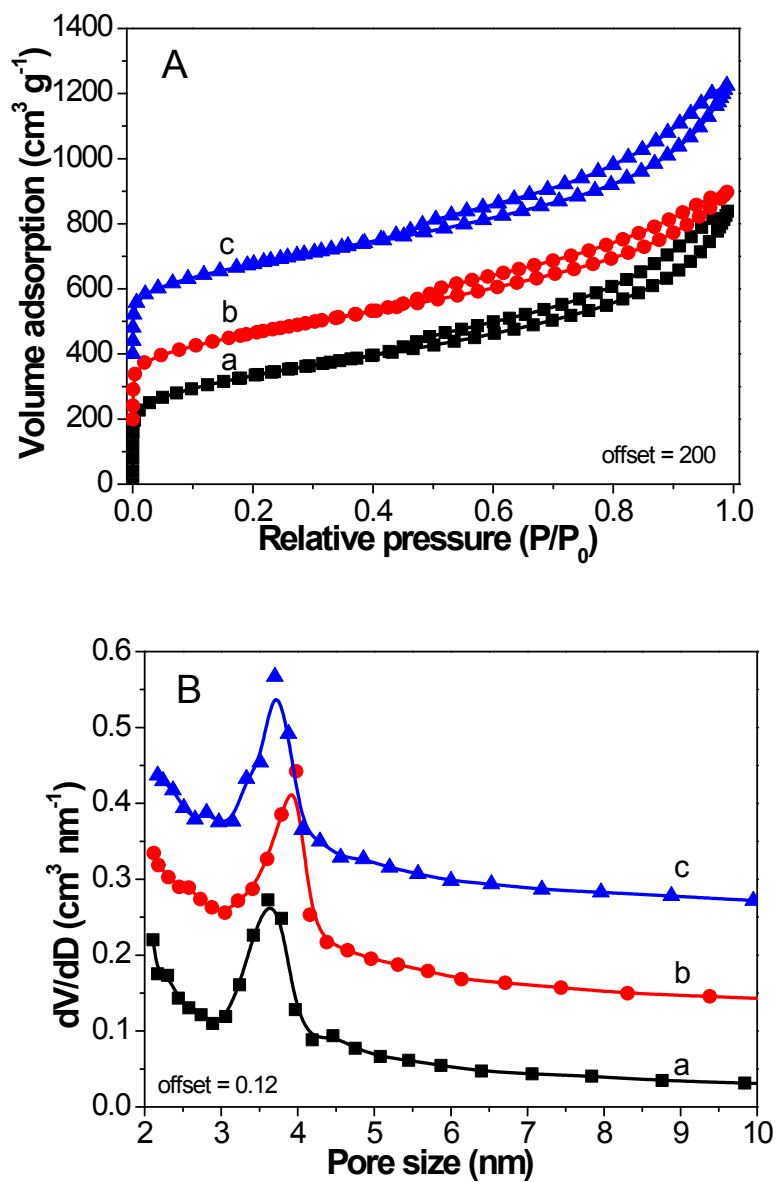 A
Volume adsorption (cm³ g⁻¹)
1400
1200
1000
800
600
400
200
0
c
b
a
offset = 200
0.0 0.2 0.4 0.6 0.8 1.0
Relative pressure (P/P₀)
B
dV/dD (cm³ nm⁻¹)
0.6
0.5
0.4
0.3
0.2
0.1
0.0
c
b
a
offset = 0.12
2 3 4 5 6 7 8 9 10
Pore size (nm)